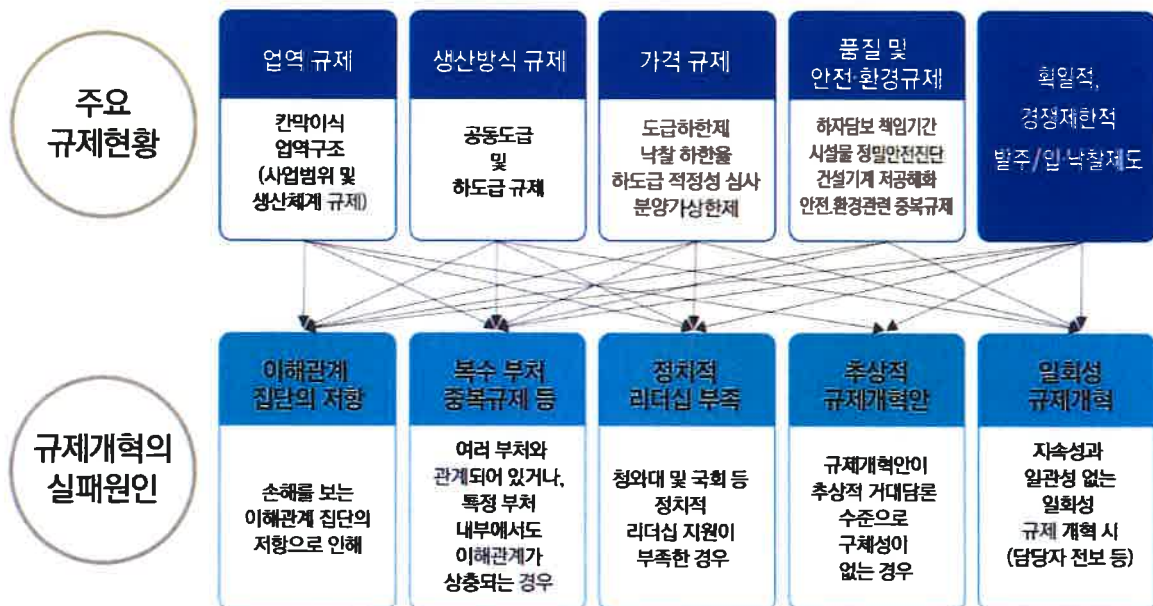 주요
규제현황
업역 규제
칸막이식
업역구조
(사업범위 및
생산체계 규제)
생산방식 규제
공동도급
및
하도급 규제
가격 규제
도급하한제
낙찰 하한율
하도급 적정성 심사
분양가상한제
품질 및
안전·환경규제
하자담보 책임기간
시설물 정밀안전진단
건설기계 저공해화
안전·환경관련 중복규제
획일적,
경쟁제한적
발주/입·낙찰제도
규제개혁의
실패원인
이해관계
집단의 저항
손해를 보는
이해관계 집단의
저항으로 인해
복수 부처
중복규제 등
여러 부처와
관계되어 있거나,
특정 부처
내부에서도
이해관계가
상충되는 경우
정치적
리더십 부족
청와대 및 국회 등
정치적
리더십 지원이
부족한 경우
추상적
규제개혁안
규제개혁안이
추상적 거대담론
수준으로
구체성이
없는 경우
일회성
규제개혁
지속성과
일관성 없는
일회성
규제 개혁 시
(담당자 전보 등)